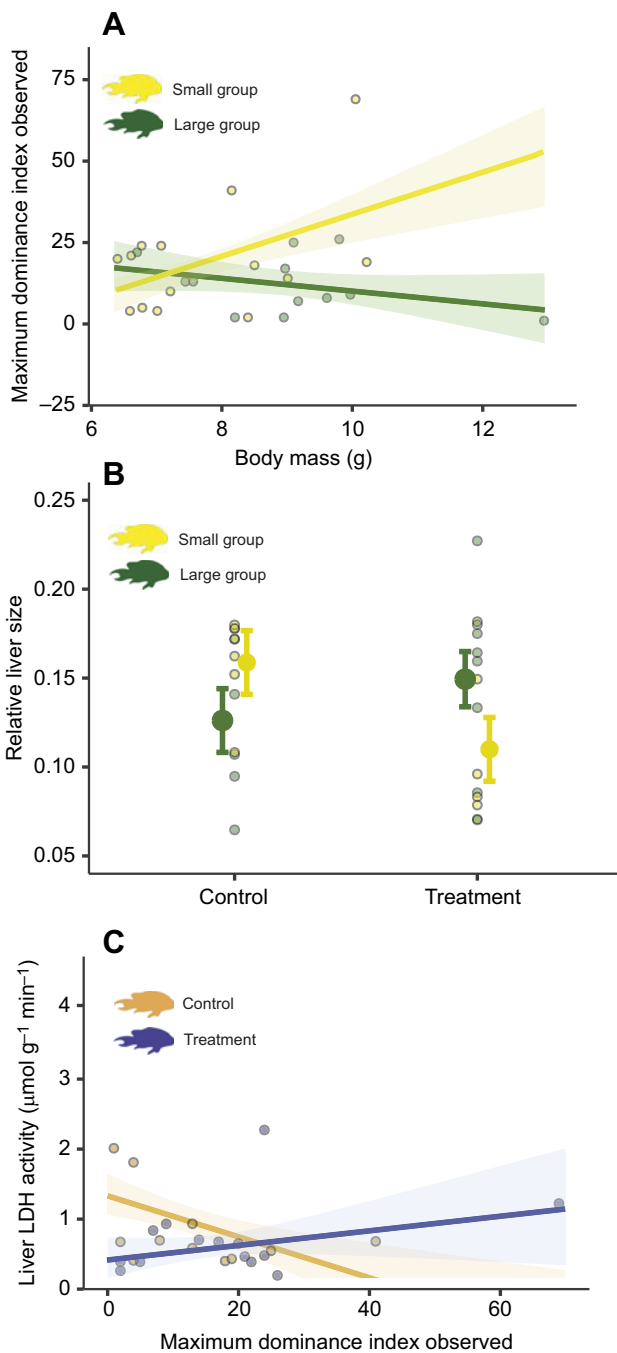 A
Maximum dominance index observed
75
50
25
0
–25
Small group
Large group
6
8
10
12
Body mass (g)
B
Relative liver size
0.25
0.20
0.15
0.10
0.05
Small group
Large group
Control
Treatment
C
Liver LDH activity (μmol g–1 min–1)
4
3
2
1
0
Control
Treatment
0
20
40
60
Maximum dominance index observed